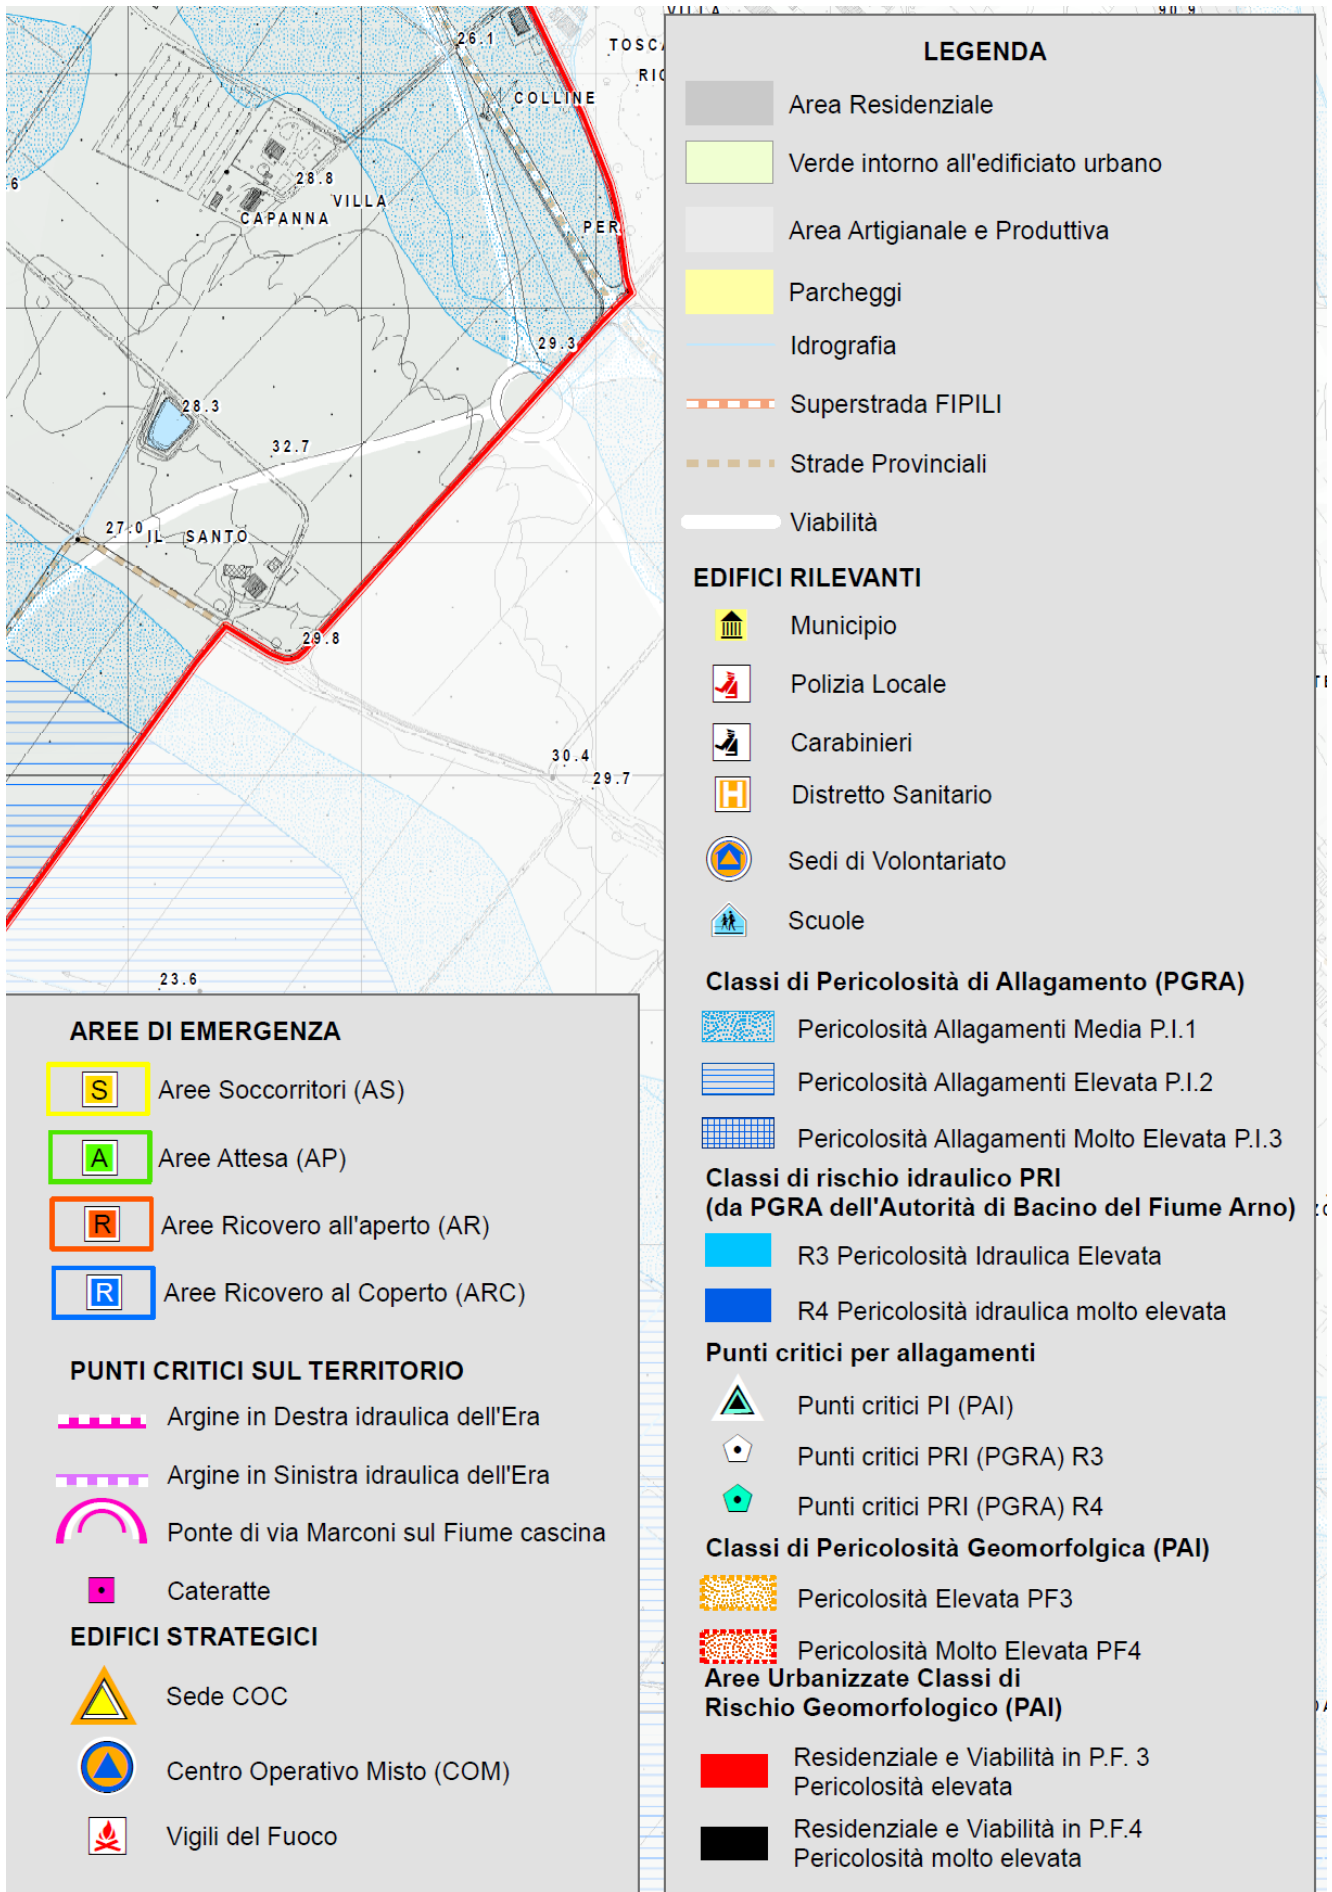 VILLA
90.9
26.1
TOSCA
RIC
COLLINE
6
28.8
VILLA
CAPANNA
PER
29.3
28.3
32.7
27.0
IL SANTO
29.8
30.4
29.7
23.6
LEGENDA
Area Residenziale
Verde intorno all'edificiato urbano
Area Artigianale e Produttiva
Parcheggi
Idrografia
Superstrada FIPILI
Strade Provinciali
Viabilità
EDIFICI RILEVANTI
Municipio
Polizia Locale
Carabinieri
H Distretto Sanitario
Sedi di Volontariato
Scuole
Classi di Pericolosità di Allagamento (PGRA)
Pericolosità Allagamenti Media P.I.1
Pericolosità Allagamenti Elevata P.I.2
Pericolosità Allagamenti Molto Elevata P.I.3
Classi di rischio idraulico PRI
(da PGRA dell'Autorità di Bacino del Fiume Arno)
R3 Pericolosità Idraulica Elevata
R4 Pericolosità idraulica molto elevata
Punti critici per allagamenti
Punti critici PI (PAI)
Punti critici PRI (PGRA) R3
Punti critici PRI (PGRA) R4
Classi di Pericolosità Geomorfolgica (PAI)
Pericolosità Elevata PF3
Pericolosità Molto Elevata PF4
Aree Urbanizzate Classi di
Rischio Geomorfologico (PAI)
Residenziale e Viabilità in P.F. 3
Pericolosità elevata
Residenziale e Viabilità in P.F.4
Pericolosità molto elevata
AREE DI EMERGENZA
S Aree Soccorritori (AS)
A Aree Attesa (AP)
R Aree Ricovero all'aperto (AR)
R Aree Ricovero al Coperto (ARC)
PUNTI CRITICI SUL TERRITORIO
Argine in Destra idraulica dell'Era
Argine in Sinistra idraulica dell'Era
Ponte di via Marconi sul Fiume cascina
Cateratte
EDIFICI STRATEGICI
Sede COC
Centro Operativo Misto (COM)
Vigili del Fuoco